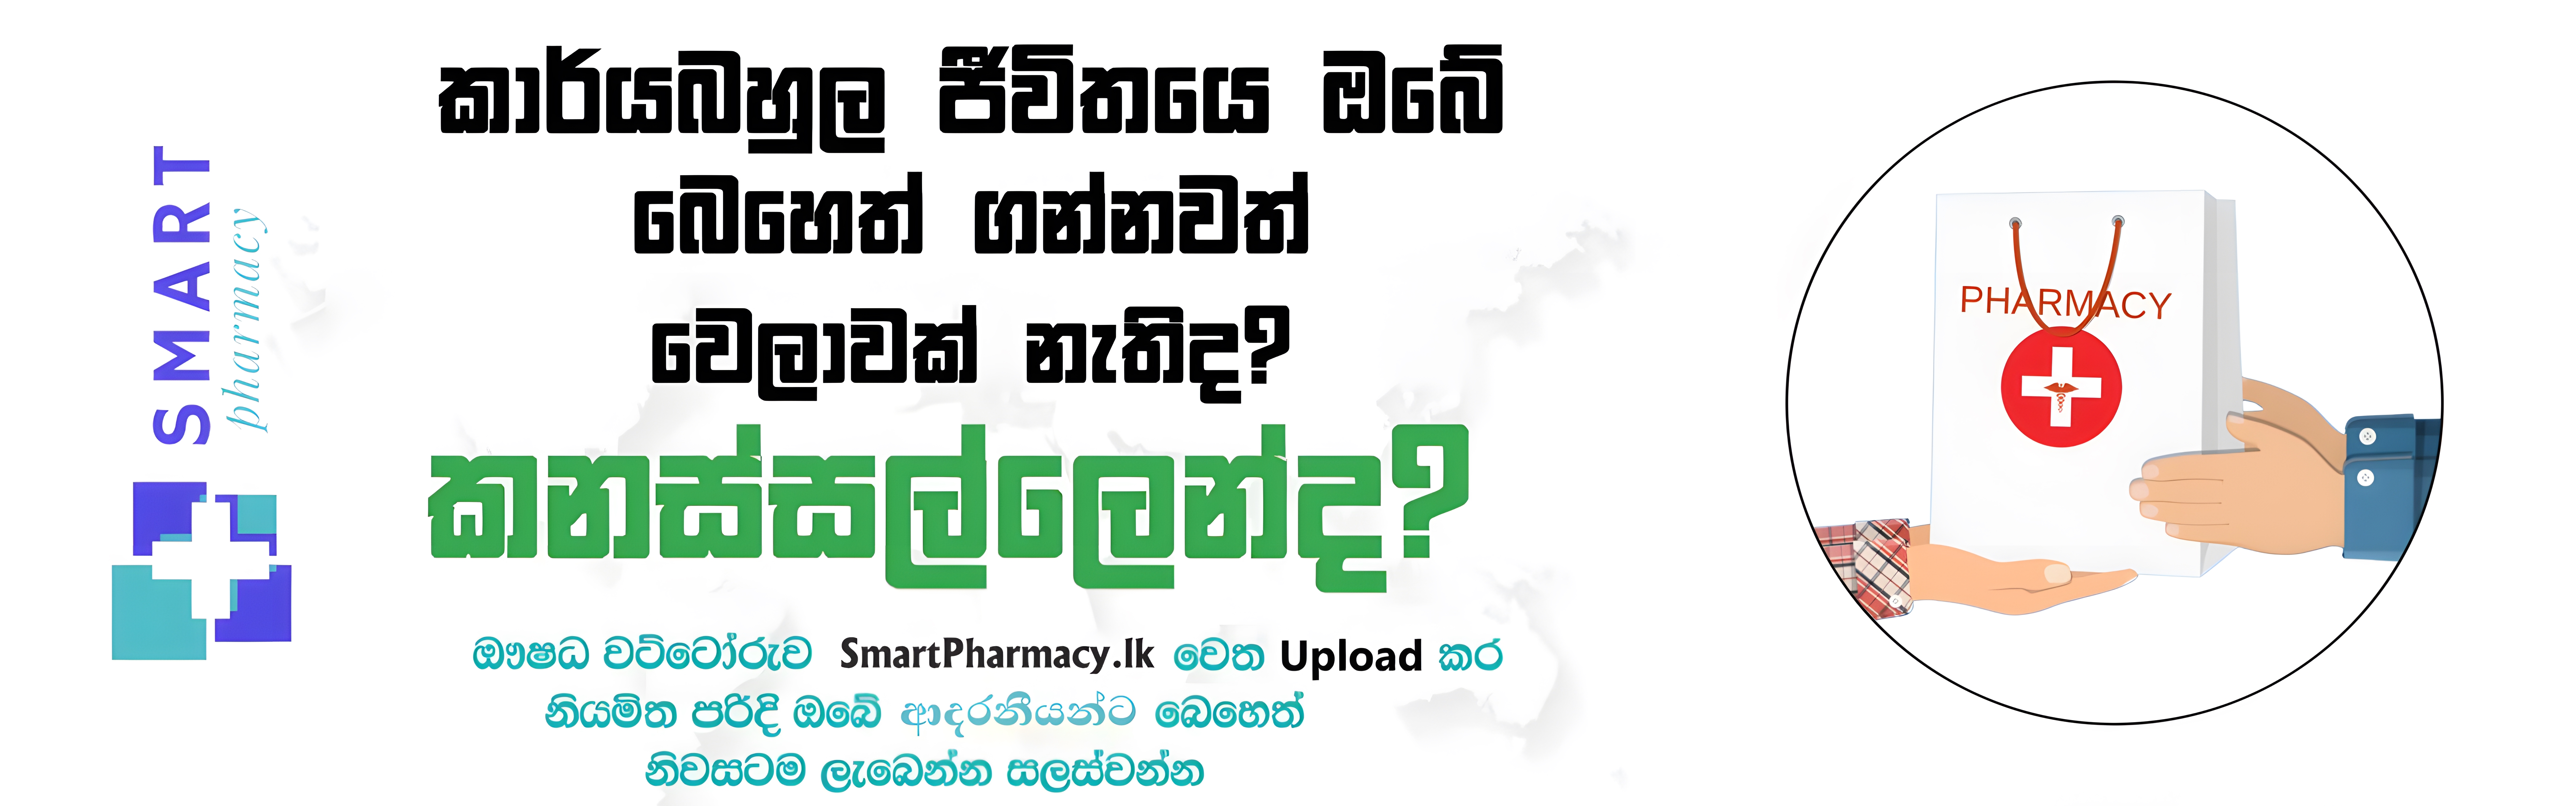 SMART
pharmacy
කාර්යබහුල ජීවිතයෙ ඔබේ
බෙහෙත් ගන්නවත්
වෙලාවක් නැතිද?
කනස්සල්ලෙන්ද?
ඖෂධ වට්ටෝරුව SmartPharmacy.lk වෙත Upload කර
නියමිත පරිදි ඔබේ ආදරනීයන්ට බෙහෙත්
නිවසටම ලැබෙන්න සලස්වන්න
PHARMACY